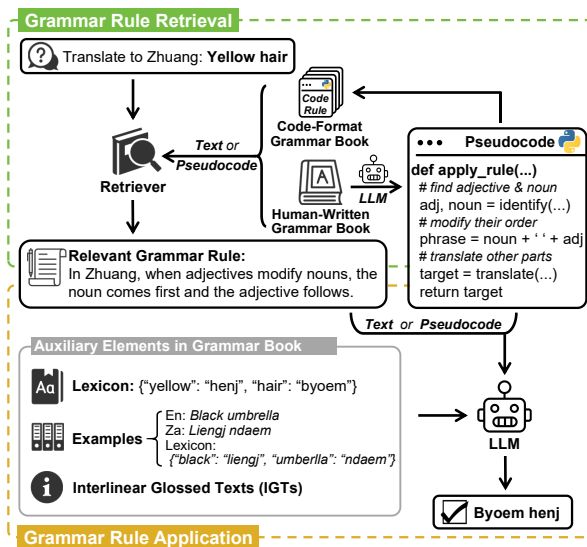 Grammar Rule Retrieval
Translate to Zhuang: Yellow hair
Code
Rule
Code-Format
Grammar Book
Text or
Pseudocode
Retriever
A
LLM
Human-Written
Grammar Book
Pseudocode
def apply_rule(...)
# find adjective & noun
adj, noun = identify(...)
# modify their order
phrase = noun + ‘ ‘ + adj
# translate other parts
target = translate(...)
return target
Relevant Grammar Rule:
In Zhuang, when adjectives modify nouns, the
noun comes first and the adjective follows.
Text or Pseudocode
Auxiliary Elements in Grammar Book
Aa
Lexicon: {“yellow”: “henj”, “hair”: “byoem”}
Examples
En: Black umbrella
Za: Liengj ndaem
Lexicon:
{“black”: “liengj”, “umberlla”: “ndaem”}
Interlinear Glossed Texts (IGTs)
LLM
Byoem henj
Grammar Rule Application